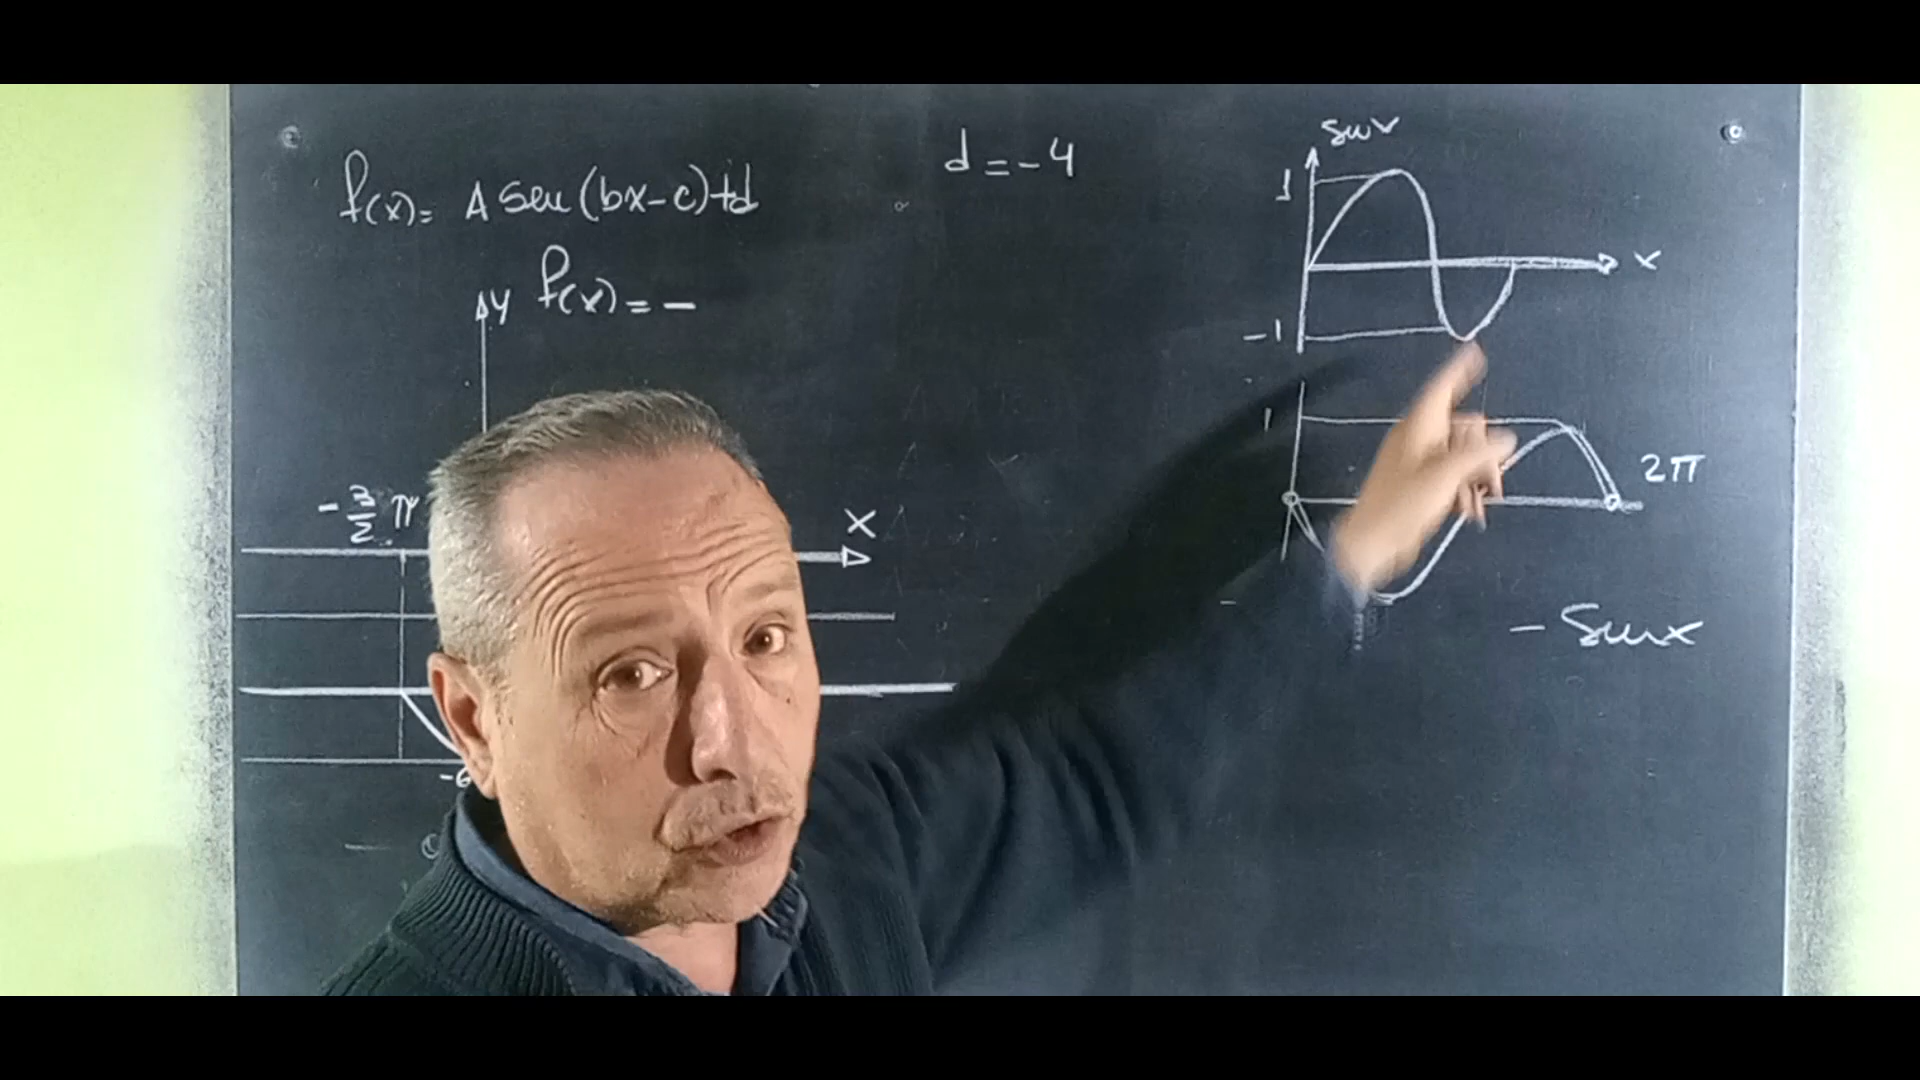 f(x)= A sen(bx-c)+d
d=-4
y f(x)= -
-3/2 π
x
-6
sen x
1
x
-1
1
2π
- sen x